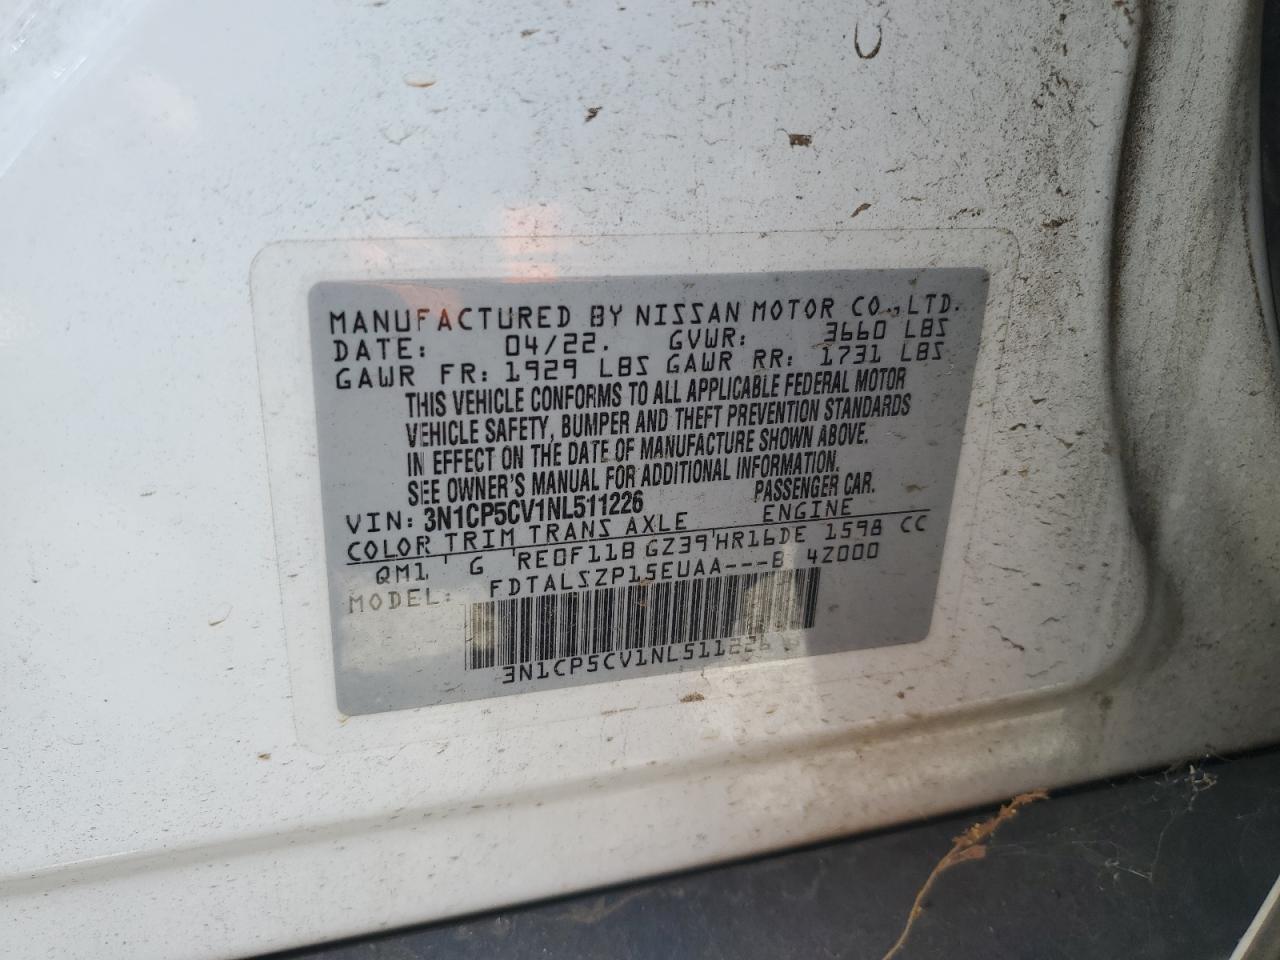 MANUFACTURED BY NISSAN MOTOR CO.,LTD.
DATE: 04/22. GVWR: 3660 LBS
GAWR FR: 1929 LBS GAWR RR: 1731 LBS
THIS VEHICLE CONFORMS TO ALL APPLICABLE FEDERAL MOTOR
VEHICLE SAFETY, BUMPER AND THEFT PREVENTION STANDARDS
IN EFFECT ON THE DATE OF MANUFACTURE SHOWN ABOVE.
SEE OWNER'S MANUAL FOR ADDITIONAL INFORMATION.
VIN: 3N1CP5CV1NL511226 PASSENGER CAR.
COLOR TRIM TRANS AXLE ENGINE
QM1 G RE0F11B GZ39 HR16DE 1598 CC
MODEL: FDTALSZP15EUAA---B 4Z000
3N1CP5CV1NL511226